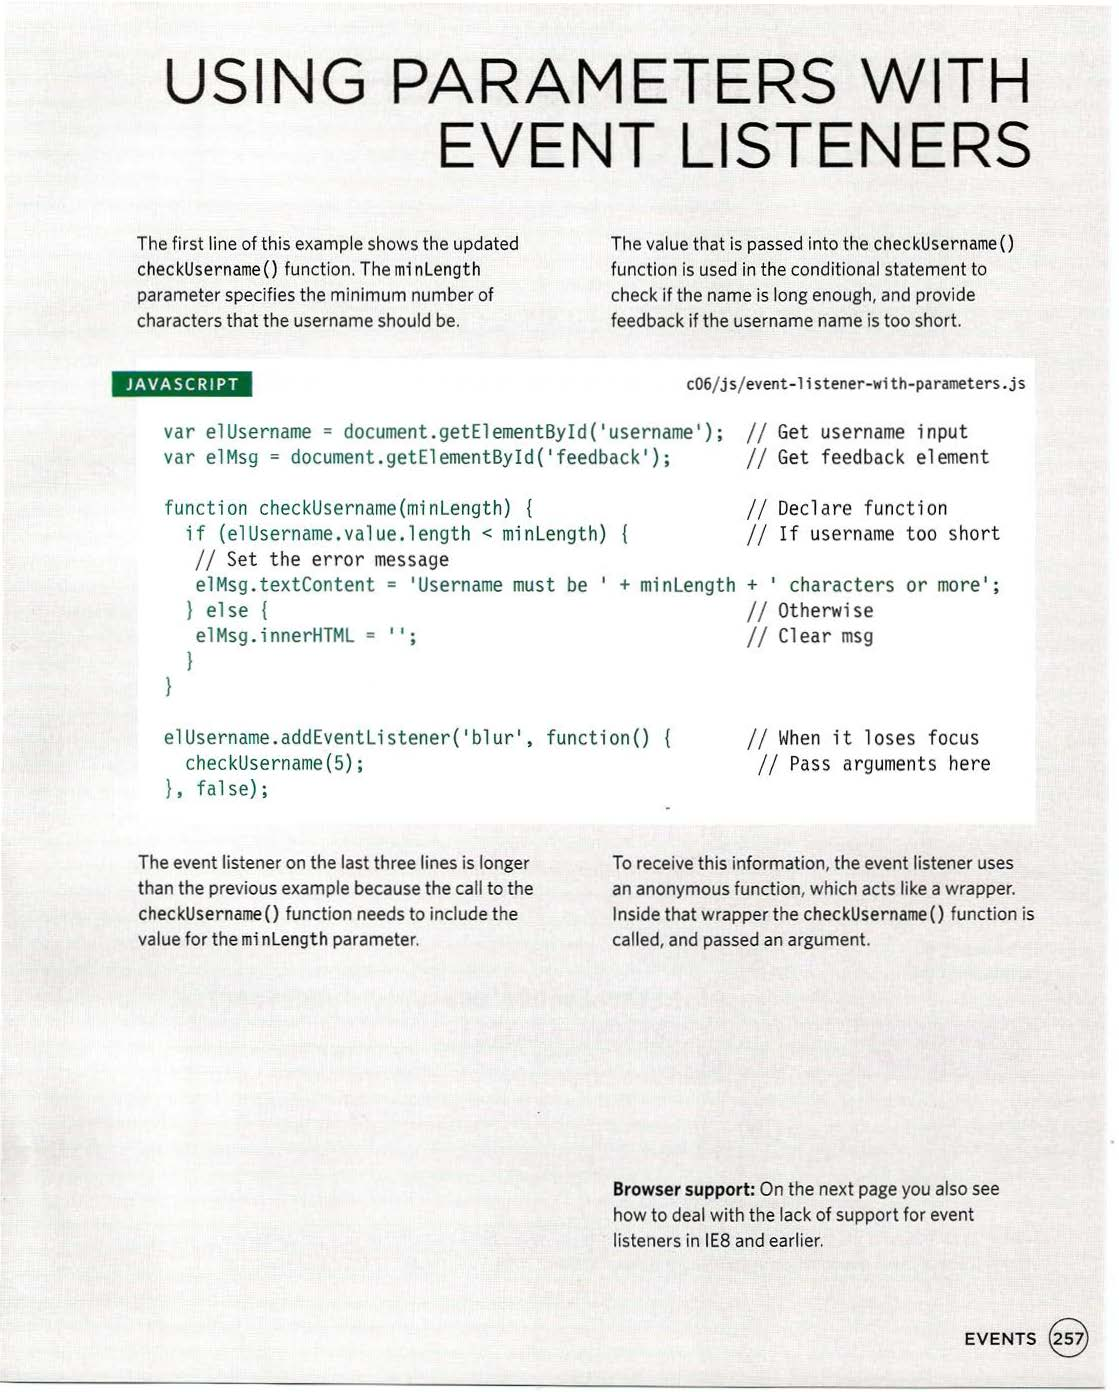 USING PARAMETERS WITH
EVENT LISTENERS
The first line of this example shows the updated
checkUsername() function. The minLength
parameter specifies the minimum number of
characters that the username should be.
The value that is passed into the checkUsername()
function is used in the conditional statement to
check if the name is long enough, and provide
feedback if the username name is too short.
JAVASCRIPT
c06/js/event-listener-with-parameters.js
var elUsername = document.getElementById('username'); // Get username input
var elMsg = document.getElementById('feedback'); // Get feedback element
function checkUsername(minLength) { // Declare function
if (elUsername.value.length < minLength) { // If username too short
// Set the error message
elMsg.textContent = 'Username must be ' + minLength + ' characters or more';
} else { // Otherwise
elMsg.innerHTML = ''; // Clear msg
}
}
elUsername.addEventListener('blur', function() { // When it loses focus
checkUsername(5); // Pass arguments here
}, false);
The event listener on the last three lines is longer
than the previous example because the call to the
checkUsername() function needs to include the
value for the minLength parameter.
To receive this information, the event listener uses
an anonymous function, which acts like a wrapper.
Inside that wrapper the checkUsername() function is
called, and passed an argument.
Browser support: On the next page you also see
how to deal with the lack of support for event
listeners in IE8 and earlier.
EVENTS 257